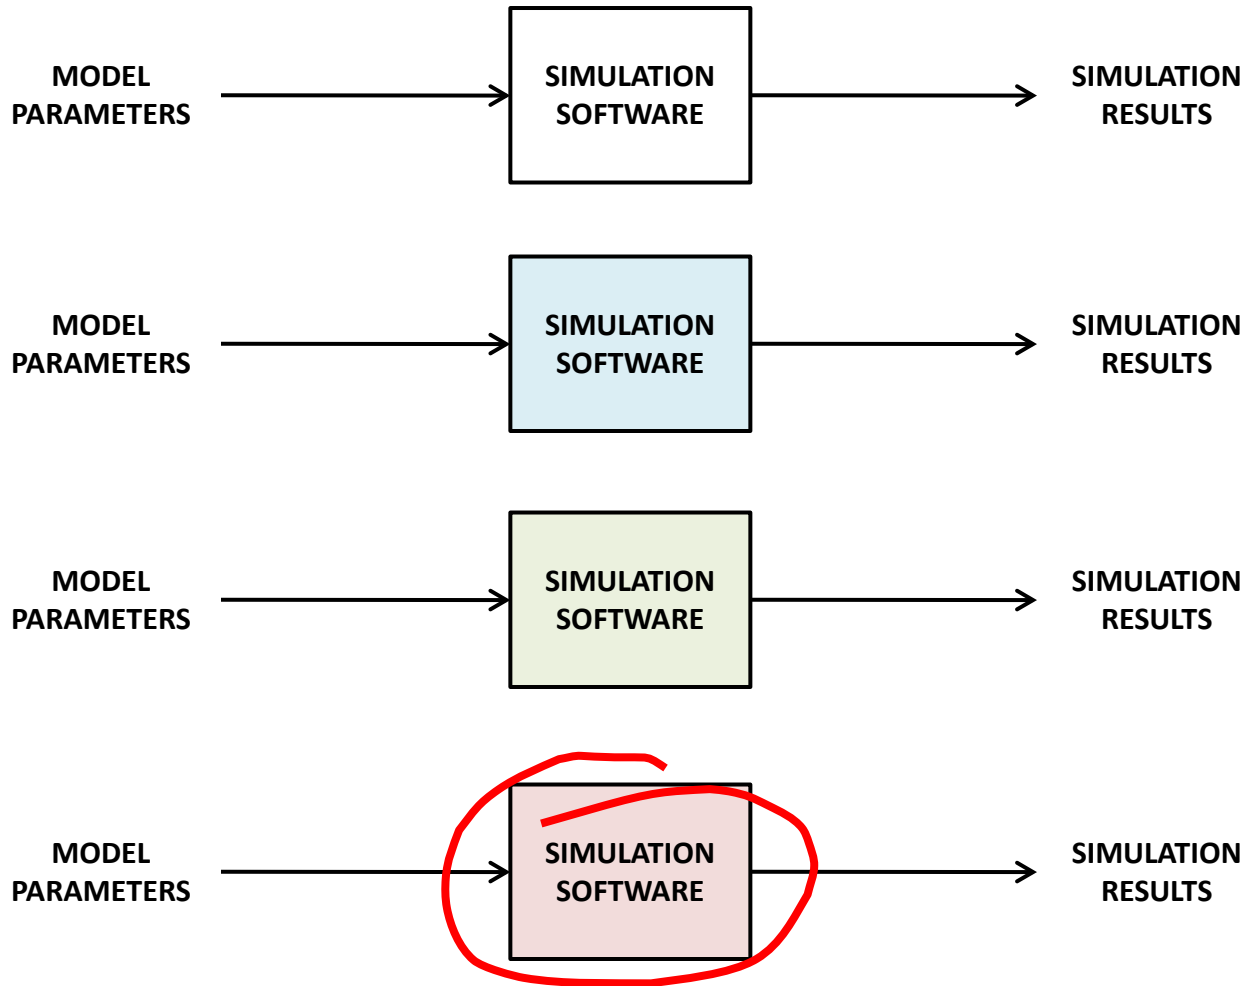 MODEL
PARAMETERS
SIMULATION
SOFTWARE
SIMULATION
RESULTS
MODEL
PARAMETERS
SIMULATION
SOFTWARE
SIMULATION
RESULTS
MODEL
PARAMETERS
SIMULATION
SOFTWARE
SIMULATION
RESULTS
MODEL
PARAMETERS
SIMULATION
SOFTWARE
SIMULATION
RESULTS